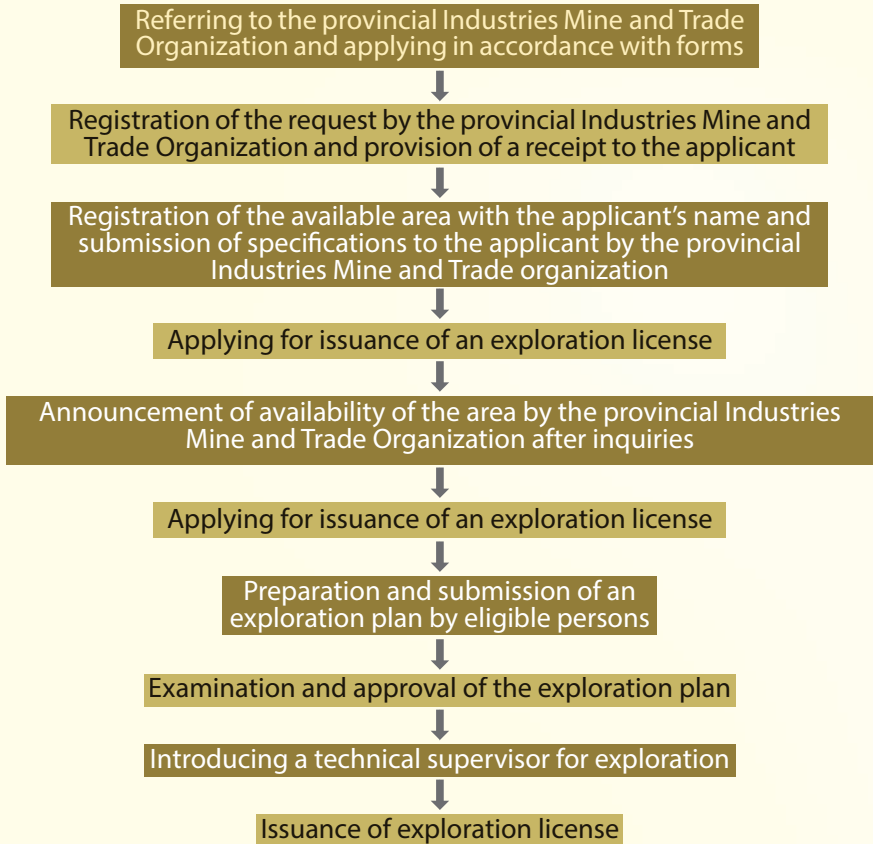 Referring to the provincial Industries Mine and Trade
Organization and applying in accordance with forms
Registration of the request by the provincial Industries Mine and
Trade Organization and provision of a receipt to the applicant
Registration of the available area with the applicant's name and
submission of specifications to the applicant by the provincial
Industries Mine and Trade organization
Applying for issuance of an exploration license
Announcement of availability of the area by the provincial Industries
Mine and Trade Organization after inquiries
Applying for issuance of an exploration license
Preparation and submission of an
exploration plan by eligible persons
Examination and approval of the exploration plan
Introducing a technical supervisor for exploration
Issuance of exploration license